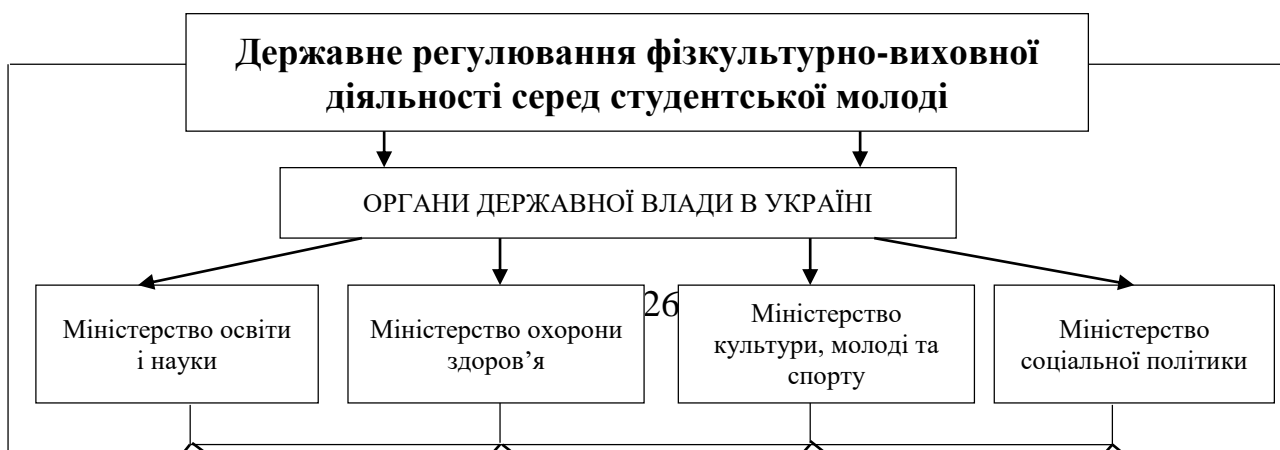 Державне регулювання фізкультурно-виховної
діяльності серед студентської молоді
ОРГАНИ ДЕРЖАВНОЇ ВЛАДИ В УКРАЇНІ
Міністерство освіти
і науки
Міністерство охорони
здоров’я
26
Міністерство
культури, молоді та
спорту
Міністерство
соціальної політики